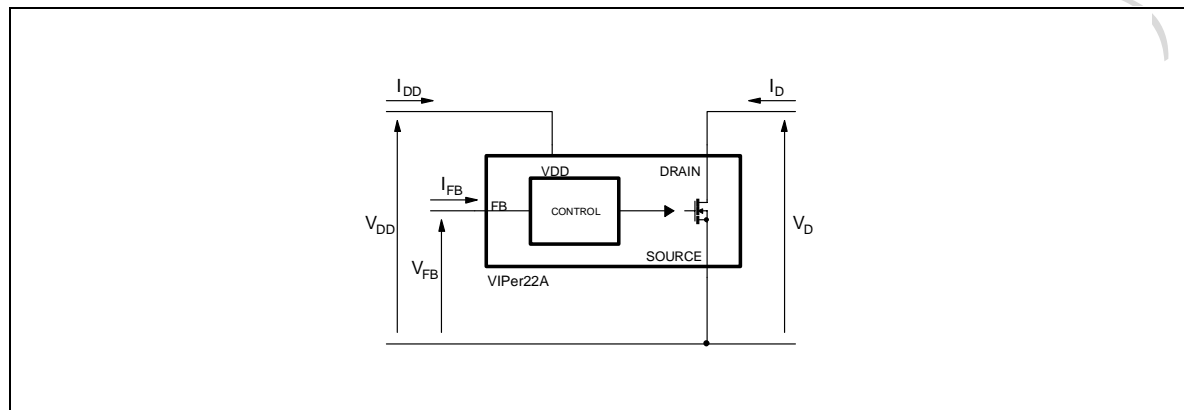 IDD
ID
VDD
DRAIN
IFB
FB
CONTROL
VDD
VD
SOURCE
VFB
VIPer22A